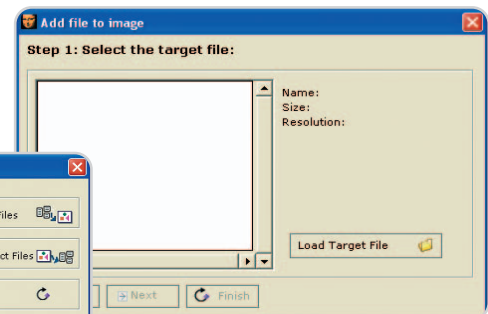 Add file to image
Step 1: Select the target file:
Name:
Size:
Resolution:
Files
ct Files
Load Target File
Next
Finish